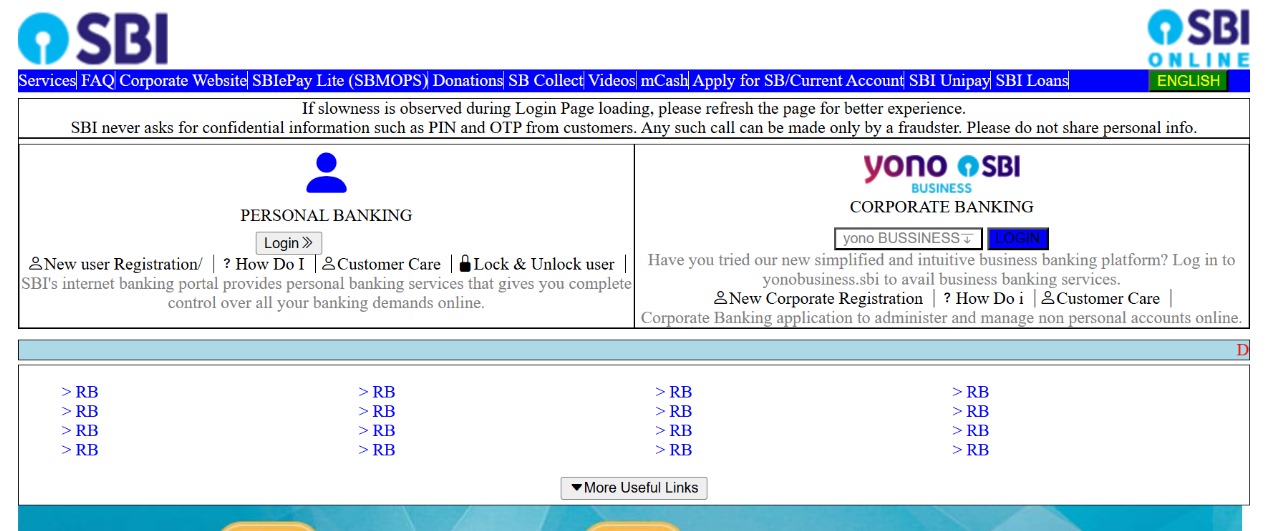 SBI
SBI
ONLINE
Services FAQ Corporate Website SBIePay Lite (SBMOPS) Donations SB Collect Videos mCash Apply for SB/Current Account SBI Unipay SBI Loans ENGLISH
If slowness is observed during Login Page loading, please refresh the page for better experience.
SBI never asks for confidential information such as PIN and OTP from customers. Any such call can be made only by a fraudster. Please do not share personal info.
PERSONAL BANKING
Login
New user Registration/ | ? How Do I | Customer Care | Lock & Unlock user |
SBI's internet banking portal provides personal banking services that gives you complete
control over all your banking demands online.
yono SBI
BUSINESS
CORPORATE BANKING
yono BUSSINESS LOGIN
Have you tried our new simplified and intuitive business banking platform? Log in to
yonobusiness.sbi to avail business banking services.
New Corporate Registration | ? How Do i | Customer Care |
Corporate Banking application to administer and manage non personal accounts online.
D
> RB > RB > RB > RB
> RB > RB > RB > RB
> RB > RB > RB > RB
> RB > RB > RB > RB
More Useful Links